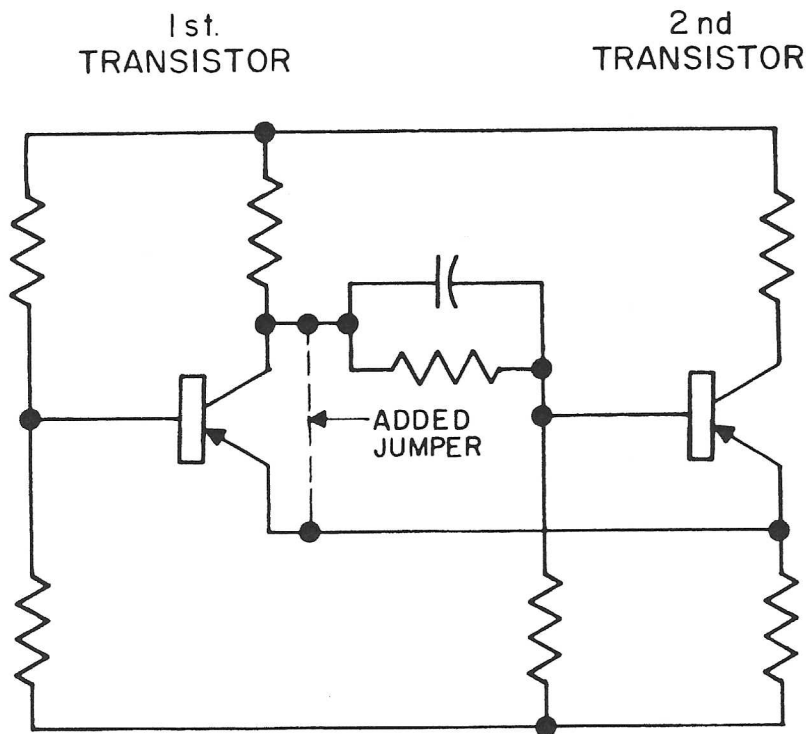 1st.
TRANSISTOR
2nd
TRANSISTOR
ADDED
JUMPER